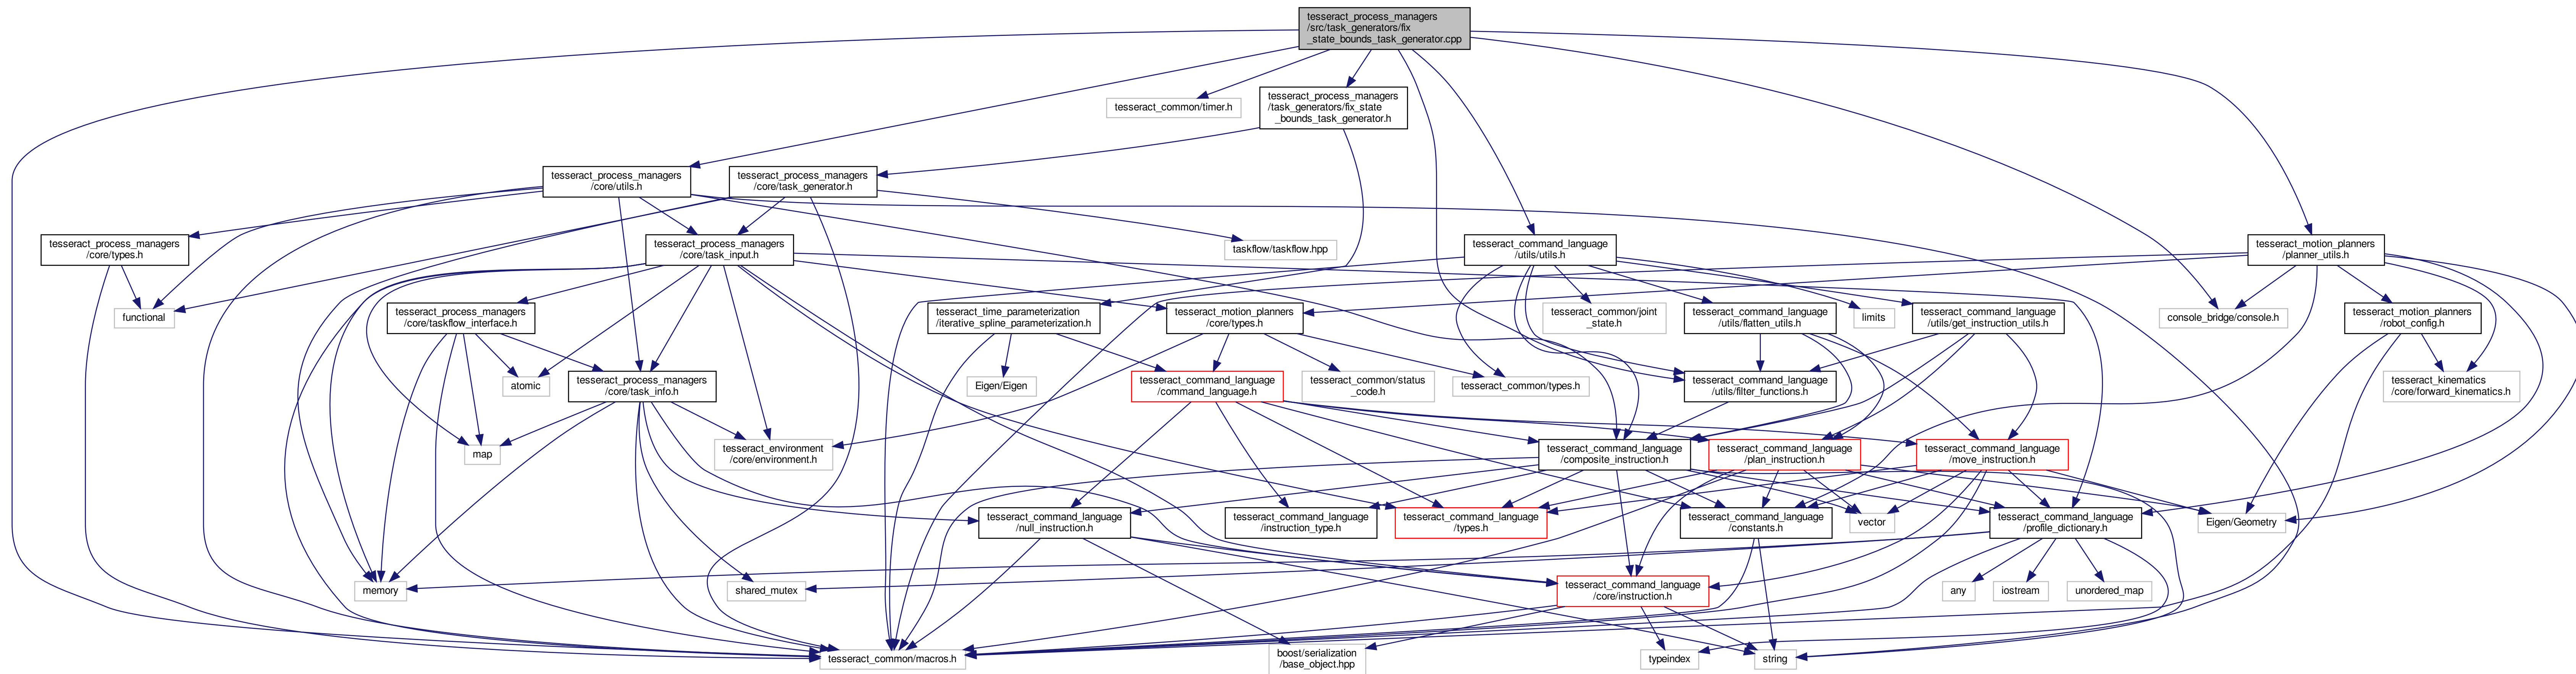 tesseract_process_managers
/src/task_generators/fix
_state_bounds_task_generator.cpp
tesseract_common/timer.h
tesseract_process_managers
/task_generators/fix_state
_bounds_task_generator.h
tesseract_process_managers
/core/utils.h
tesseract_process_managers
/core/task_generator.h
tesseract_process_managers
/core/types.h
tesseract_process_managers
/core/task_input.h
taskflow/taskflow.hpp
tesseract_command_language
/utils/utils.h
tesseract_motion_planners
/planner_utils.h
functional
tesseract_process_managers
/core/taskflow_interface.h
tesseract_time_parameterization
/iterative_spline_parameterization.h
tesseract_motion_planners
/core/types.h
tesseract_common/joint
_state.h
tesseract_command_language
/utils/flatten_utils.h
limits
tesseract_command_language
/utils/get_instruction_utils.h
console_bridge/console.h
tesseract_motion_planners
/robot_config.h
atomic
tesseract_process_managers
/core/task_info.h
Eigen/Eigen
tesseract_command_language
/command_language.h
tesseract_common/status
_code.h
tesseract_common/types.h
tesseract_command_language
/utils/filter_functions.h
tesseract_kinematics
/core/forward_kinematics.h
map
tesseract_environment
/core/environment.h
tesseract_command_language
/composite_instruction.h
tesseract_command_language
/plan_instruction.h
tesseract_command_language
/move_instruction.h
tesseract_command_language
/null_instruction.h
tesseract_command_language
/instruction_type.h
tesseract_command_language
/types.h
tesseract_command_language
/constants.h
vector
tesseract_command_language
/profile_dictionary.h
Eigen/Geometry
memory
shared_mutex
tesseract_command_language
/core/instruction.h
any
iostream
unordered_map
tesseract_common/macros.h
boost/serialization
/base_object.hpp
typeindex
string